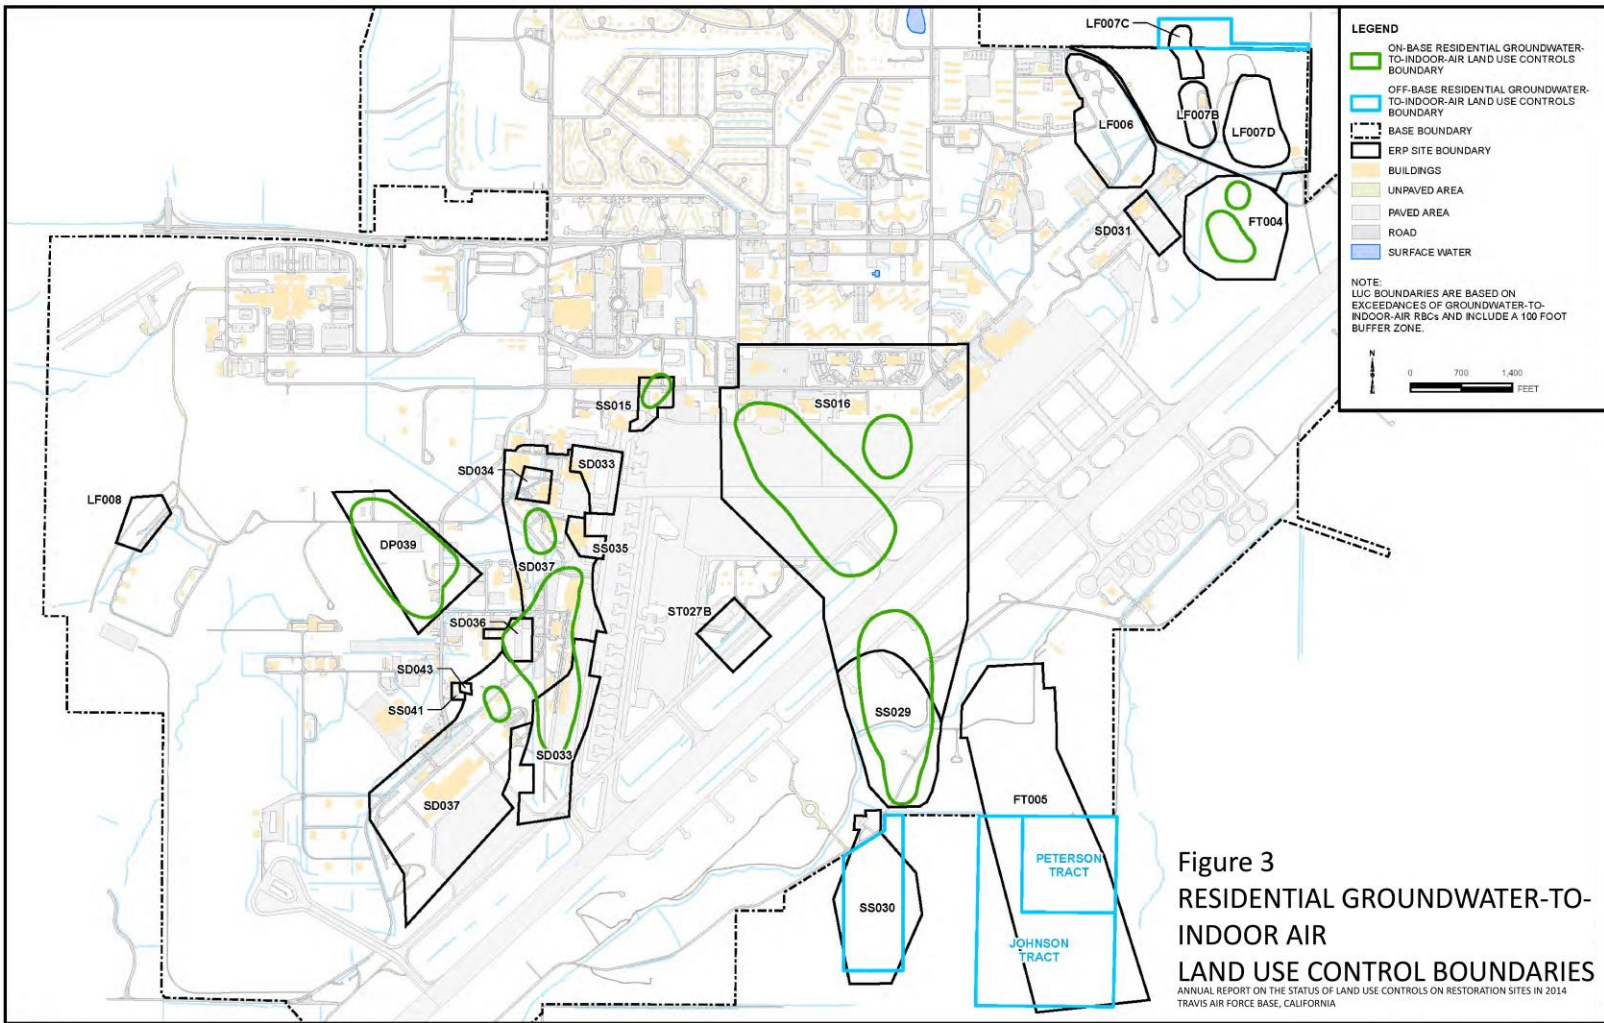 LF007C
LF006
LF007B
LF007D
SD031
FT004
LEGEND
ON-BASE RESIDENTIAL GROUNDWATER-
TO-INDOOR-AIR LAND USE CONTROLS
BOUNDARY
OFF-BASE RESIDENTIAL GROUNDWATER-
TO-INDOOR-AIR LAND USE CONTROLS
BOUNDARY
BASE BOUNDARY
ERP SITE BOUNDARY
BUILDINGS
UNPAVED AREA
PAVED AREA
ROAD
SURFACE WATER
NOTE:
LUC BOUNDARIES ARE BASED ON
EXCEEDANCES OF GROUNDWATER-TO-
INDOOR-AIR RBCs AND INCLUDE A 100 FOOT
BUFFER ZONE.
N
0 700 1,400
FEET
SS015
SS016
SD034
SD033
LF008
DP039
SS035
SD037
ST027B
SD036
SD043
SS041
SS029
SD033
SD037
FT005
SS030
PETERSON
TRACT
JOHNSON
TRACT
Figure 3
RESIDENTIAL GROUNDWATER-TO-
INDOOR AIR
LAND USE CONTROL BOUNDARIES
ANNUAL REPORT ON THE STATUS OF LAND USE CONTROLS ON RESTORATION SITES IN 2014
TRAVIS AIR FORCE BASE, CALIFORNIA